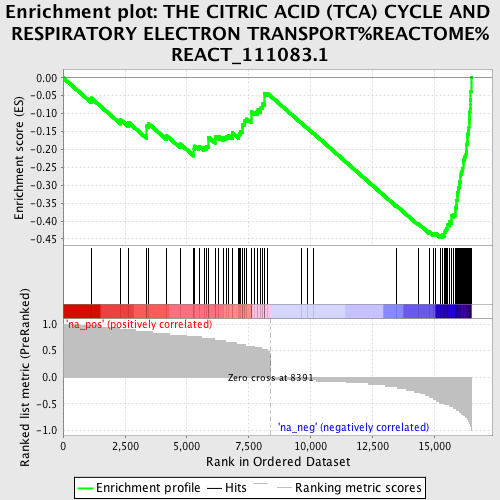 Enrichment plot: THE CITRIC ACID (TCA) CYCLE AND
RESPIRATORY ELECTRON TRANSPORT%REACTOME%
REACT_111083.1
Enrichment score (ES)
0.00
-0.05
-0.10
-0.15
-0.20
-0.25
-0.30
-0.35
-0.40
-0.45
'na_pos' (positively correlated)
Ranked list metric (PreRanked)
1.0
0.5
0.0
-0.5
-1.0
Zero cross at 8391
'na_neg' (negatively correlated)
0
2,500
5,000
7,500
10,000
12,500
15,000
Rank in Ordered Dataset
Enrichment profile
Hits
Ranking metric scores